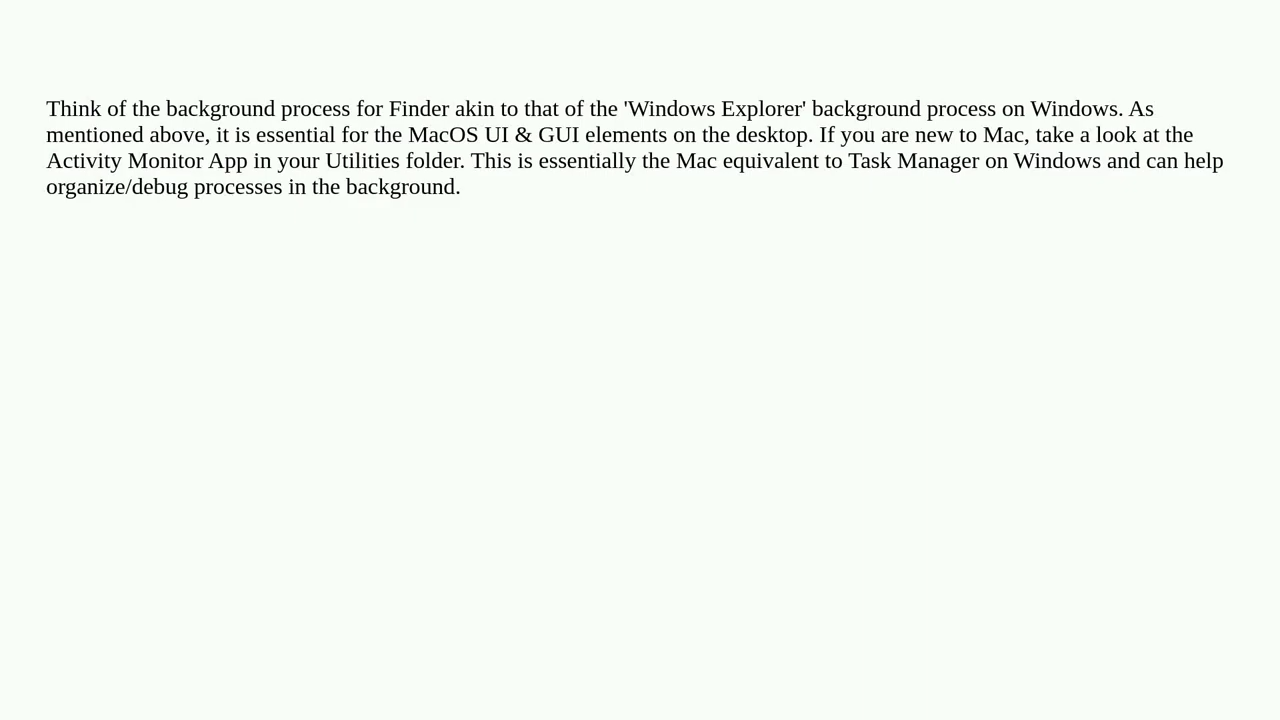 Think of the background process for Finder akin to that of the 'Windows Explorer' background process on Windows. As
mentioned above, it is essential for the MacOS UI & GUI elements on the desktop. If you are new to Mac, take a look at the
Activity Monitor App in your Utilities folder. This is essentially the Mac equivalent to Task Manager on Windows and can help
organize/debug processes in the background.